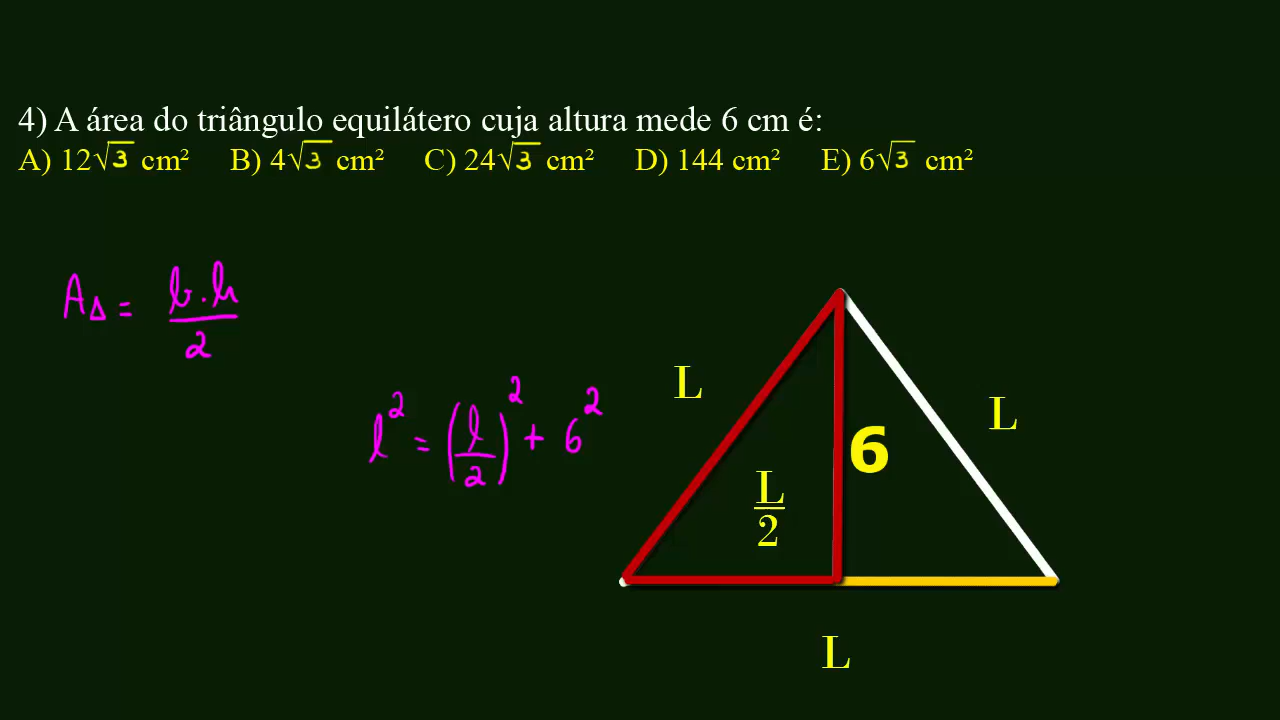 4) A área do triângulo equilátero cuja altura mede 6 cm é:
A) 12√3 cm² B) 4√3 cm² C) 24√3 cm² D) 144 cm² E) 6√3 cm²
A∆ = b.h/2
l² = (l/2)² + 6²
L
L
6
L/2
L